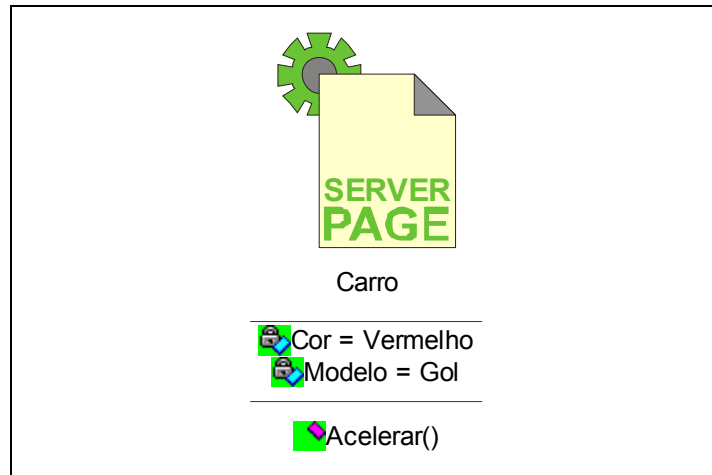 SERVER
PAGE
Carro
Cor = Vermelho
Modelo = Gol
Acelerar()